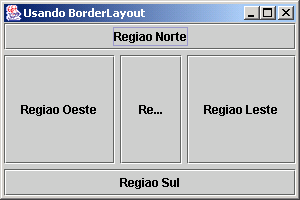 Usando BorderLayout
Regiao Norte
Regiao Oeste
Re...
Regiao Leste
Regiao Sul